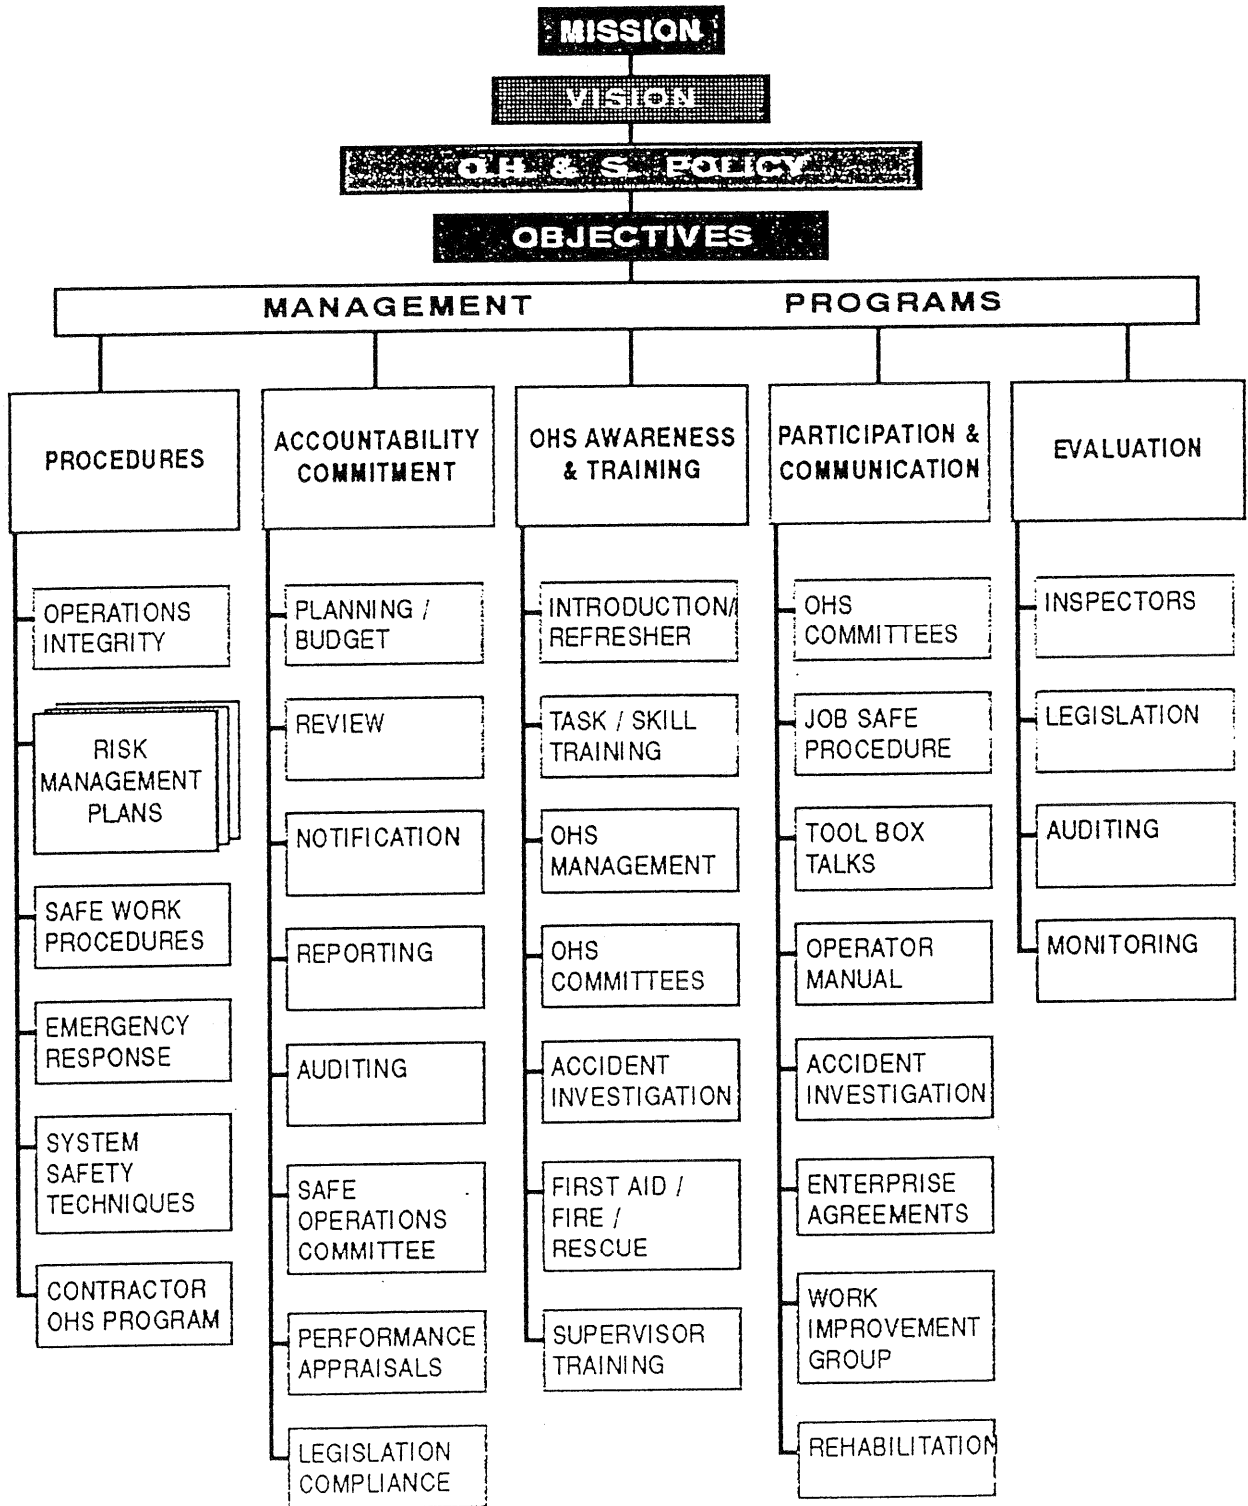 MISSION
VISION
O.H. & S. POLICY
OBJECTIVES
MANAGEMENT PROGRAMS
PROCEDURES
OPERATIONS
INTEGRITY
RISK
MANAGEMENT
PLANS
SAFE WORK
PROCEDURES
EMERGENCY
RESPONSE
SYSTEM
SAFETY
TECHNIQUES
CONTRACTOR
OHS PROGRAM
ACCOUNTABILITY
COMMITMENT
PLANNING /
BUDGET
REVIEW
NOTIFICATION
REPORTING
AUDITING
SAFE
OPERATIONS
COMMITTEE
PERFORMANCE
APPRAISALS
LEGISLATION
COMPLIANCE
OHS AWARENESS
& TRAINING
INTRODUCTION/
REFRESHER
TASK / SKILL
TRAINING
OHS
MANAGEMENT
OHS
COMMITTEES
ACCIDENT
INVESTIGATION
FIRST AID /
FIRE /
RESCUE
SUPERVISOR
TRAINING
PARTICIPATION &
COMMUNICATION
OHS
COMMITTEES
JOB SAFE
PROCEDURE
TOOL BOX
TALKS
OPERATOR
MANUAL
ACCIDENT
INVESTIGATION
ENTERPRISE
AGREEMENTS
WORK
IMPROVEMENT
GROUP
REHABILITATION
EVALUATION
INSPECTORS
LEGISLATION
AUDITING
MONITORING